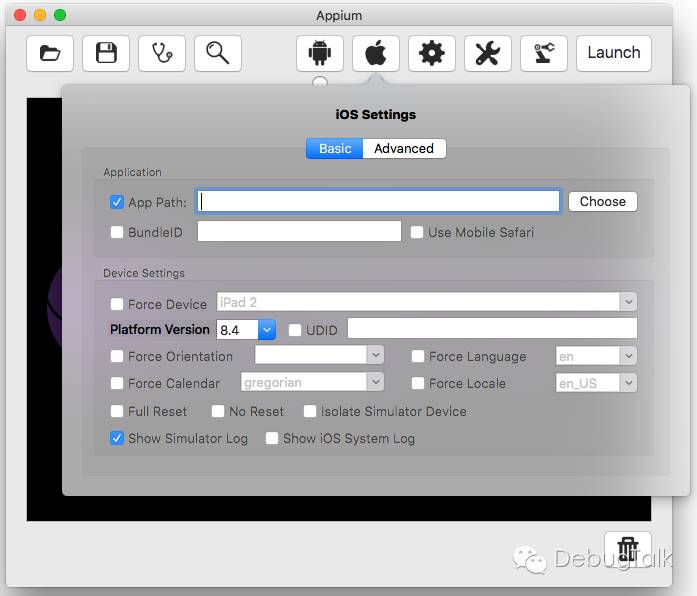 Appium
Launch
iOS Settings
Basic Advanced
Application
App Path: Choose
BundleID Use Mobile Safari
Device Settings
Force Device iPad 2
Platform Version 8.4 UDID
Force Orientation Force Language en
Force Calendar gregorian Force Locale en_US
Full Reset No Reset Isolate Simulator Device
Show Simulator Log Show iOS System Log
DebugTalk